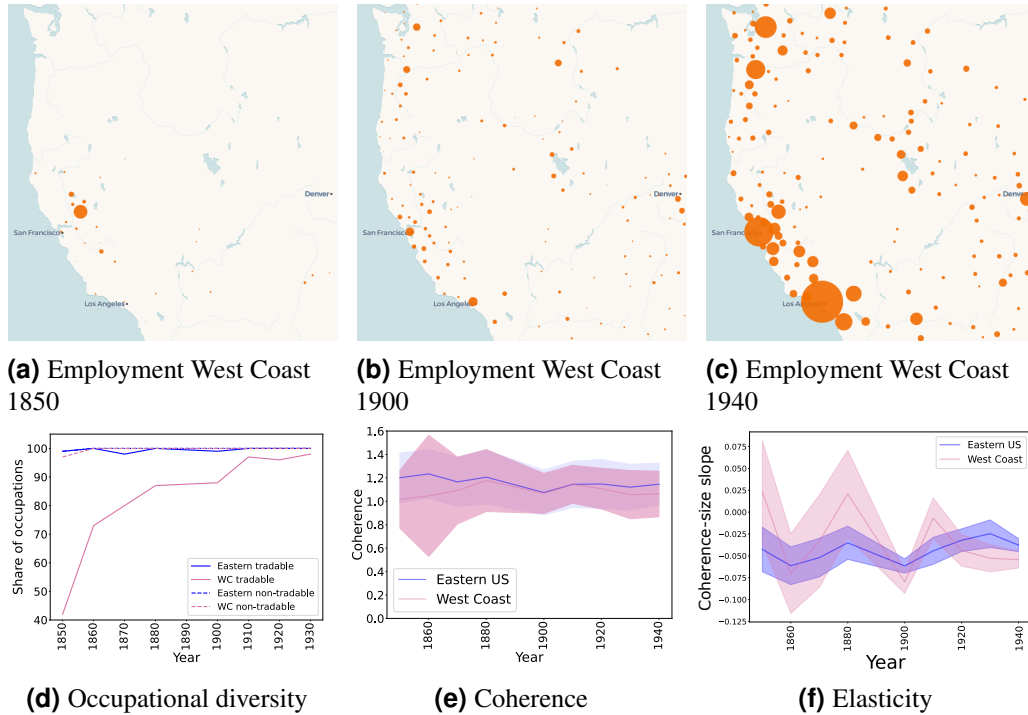 Denver
San Francisco
Los Angeles
Denver
San Francisco
Los Angeles
Denver
San Francisco
Los Angeles
(a) Employment West Coast
1850
(b) Employment West Coast
1900
(c) Employment West Coast
1940
100
90
80
70
60
50
40
Share of occupations
1850
1860
1870
1880
1890
1900
1910
1920
1930
Year
Eastern tradable
WC tradable
Eastern non-tradable
WC non-tradable
(d) Occupational diversity
1.6
1.4
1.2
1.0
0.8
0.6
0.4
0.2
0.0
Coherence
1860
1880
1900
1920
1940
Year
Eastern US
West Coast
(e) Coherence
0.075
0.050
0.025
0.000
−0.025
−0.050
−0.075
−0.100
−0.125
Coherence-size slope
1860
1880
1900
1920
1940
Year
Eastern US
West Coast
(f) Elasticity